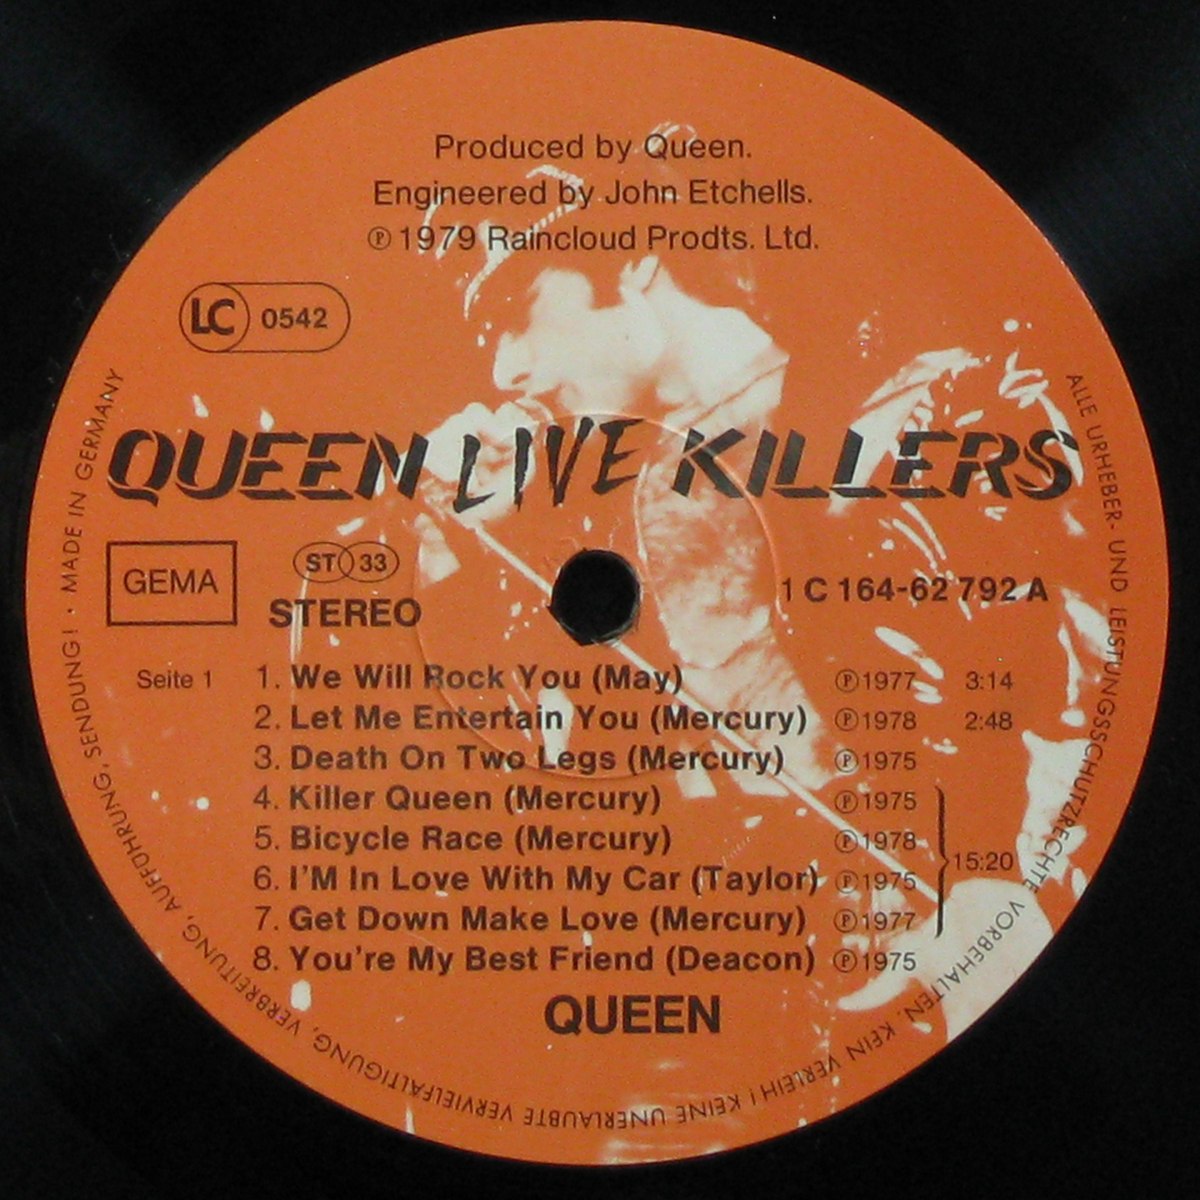 Produced by Queen.
Engineered by John Etchells.
℗ 1979 Raincloud Prodts. Ltd.
LC 0542
QUEEN LIVE KILLERS
GEMA
ST 33
STEREO
1 C 164-62 792 A
Seite 1
1. We Will Rock You (May) ℗1977 3:14
2. Let Me Entertain You (Mercury) ℗1978 2:48
3. Death On Two Legs (Mercury) ℗1975
4. Killer Queen (Mercury) ℗1975
5. Bicycle Race (Mercury) ℗1978
15:20
6. I'M In Love With My Car (Taylor) ℗1975
7. Get Down Make Love (Mercury) ℗1977
8. You're My Best Friend (Deacon) ℗1975
QUEEN
ALLE URHEBER- UND LEISTUNGSSCHUTZRECHTE VORBEHALTEN. KEIN VERLEIH! KEINE UNERLAUBTE VERVIELFÄLTIGUNG, VERBREITUNG, AUFFÜHRUNG, SENDUNG! · MADE IN GERMANY